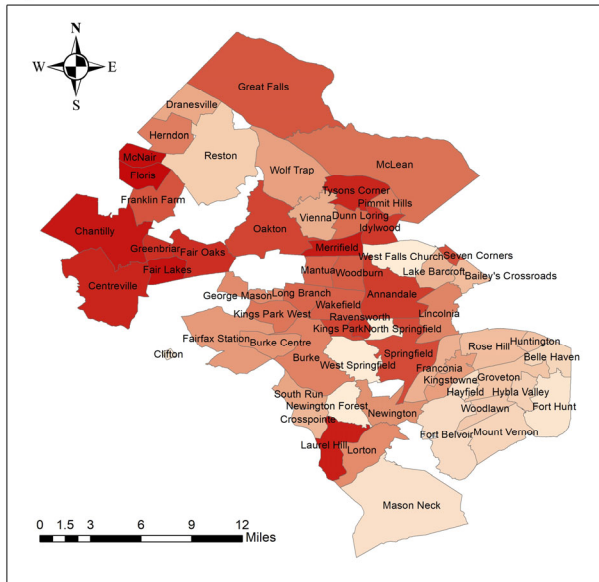 N
W E
S
Great Falls
Dranesville
Herndon
Reston
McNair
Floris
Wolf Trap
McLean
Tysons Corner
Franklin Farm
Pimmit Hills
Vienna
Dunn Loring
Idylwood
Chantilly
Oakton
Greenbriar
Fair Oaks
Merrifield
West Falls Church
Seven Corners
Fair Lakes
Mantua
Woodburn
Lake Barcroft
Bailey's Crossroads
Centreville
George Mason
Long Branch
Annandale
Wakefield
Kings Park West
Ravensworth
Lincolnia
Kings Park
North Springfield
Fairfax Station
Burke Centre
Rose Hill
Huntington
Clifton
Burke
Springfield
Belle Haven
West Springfield
Franconia
Groveton
Kingstowne
South Run
Hayfield
Hybla Valley
Newington Forest
Newington
Woodlawn
Fort Hunt
Crosspointe
Fort Belvoir
Mount Vernon
Laurel Hill
Lorton
Mason Neck
0 1.5 3 6 9 12
Miles